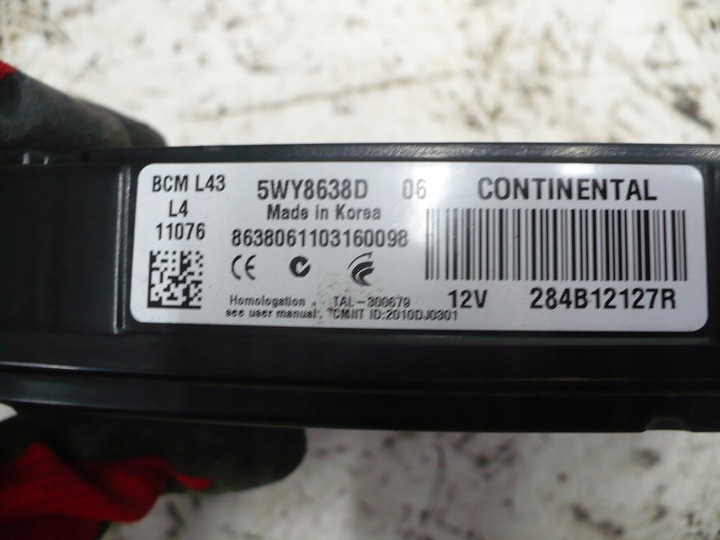 BCM L43
L4
11076
5WY8638D 06
Made in Korea
8638061103160098
CE
Homologation TAL-300679
see user manual, CMIIT ID:2010DJ0301
CONTINENTAL
12V 284B12127R